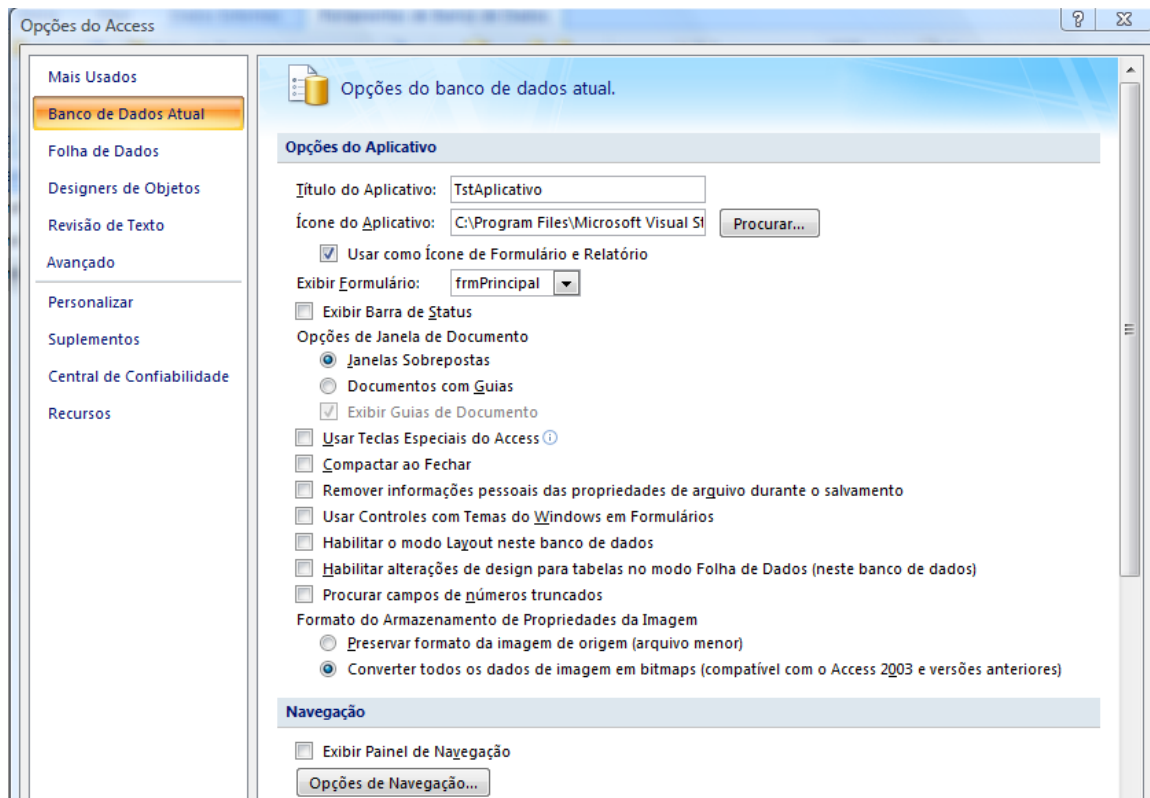 Opções do Access
Mais Usados
Banco de Dados Atual
Folha de Dados
Designers de Objetos
Revisão de Texto
Avançado
Personalizar
Suplementos
Central de Confiabilidade
Recursos
Opções do banco de dados atual.
Opções do Aplicativo
Título do Aplicativo: TstAplicativo
Ícone do Aplicativo: C:\Program Files\Microsoft Visual St Procurar...
Usar como Ícone de Formulário e Relatório
Exibir Formulário: frmPrincipal
Exibir Barra de Status
Opções de Janela de Documento
Janelas Sobrepostas
Documentos com Guias
Exibir Guias de Documento
Usar Teclas Especiais do Access
Compactar ao Fechar
Remover informações pessoais das propriedades de arquivo durante o salvamento
Usar Controles com Temas do Windows em Formulários
Habilitar o modo Layout neste banco de dados
Habilitar alterações de design para tabelas no modo Folha de Dados (neste banco de dados)
Procurar campos de números truncados
Formato do Armazenamento de Propriedades da Imagem
Preservar formato da imagem de origem (arquivo menor)
Converter todos os dados de imagem em bitmaps (compatível com o Access 2003 e versões anteriores)
Navegação
Exibir Painel de Navegação
Opções de Navegação...